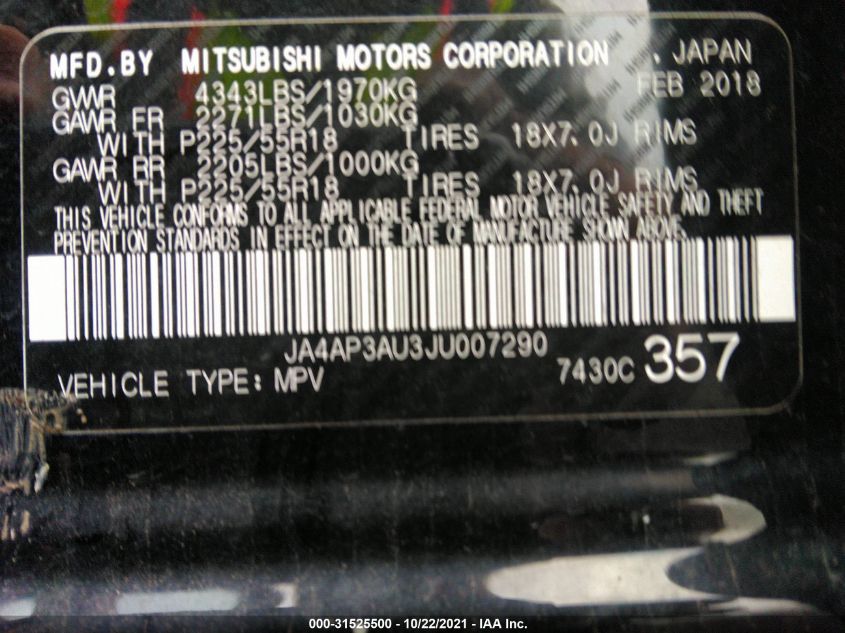 MFD.BY MITSUBISHI MOTORS CORPORATION . JAPAN
GVWR 4343LBS/1970KG FEB 2018
GAWR FR 2271LBS/1030KG
WITH P225/55R18 TIRES 18X7.0J RIMS
GAWR RR 2205LBS/1000KG
WITH P225/55R18 TIRES 18X7.0J RIMS
THIS VEHICLE CONFORMS TO ALL APPLICABLE FEDERAL MOTOR VEHICLE SAFETY AND THEFT
PREVENTION STANDARDS IN EFFECT ON THE DATE OF MANUFACTURE SHOWN ABOVE.
JA4AP3AU3JU007290
VEHICLE TYPE: MPV 7430C 357
000-31525500 - 10/22/2021 - IAA Inc.